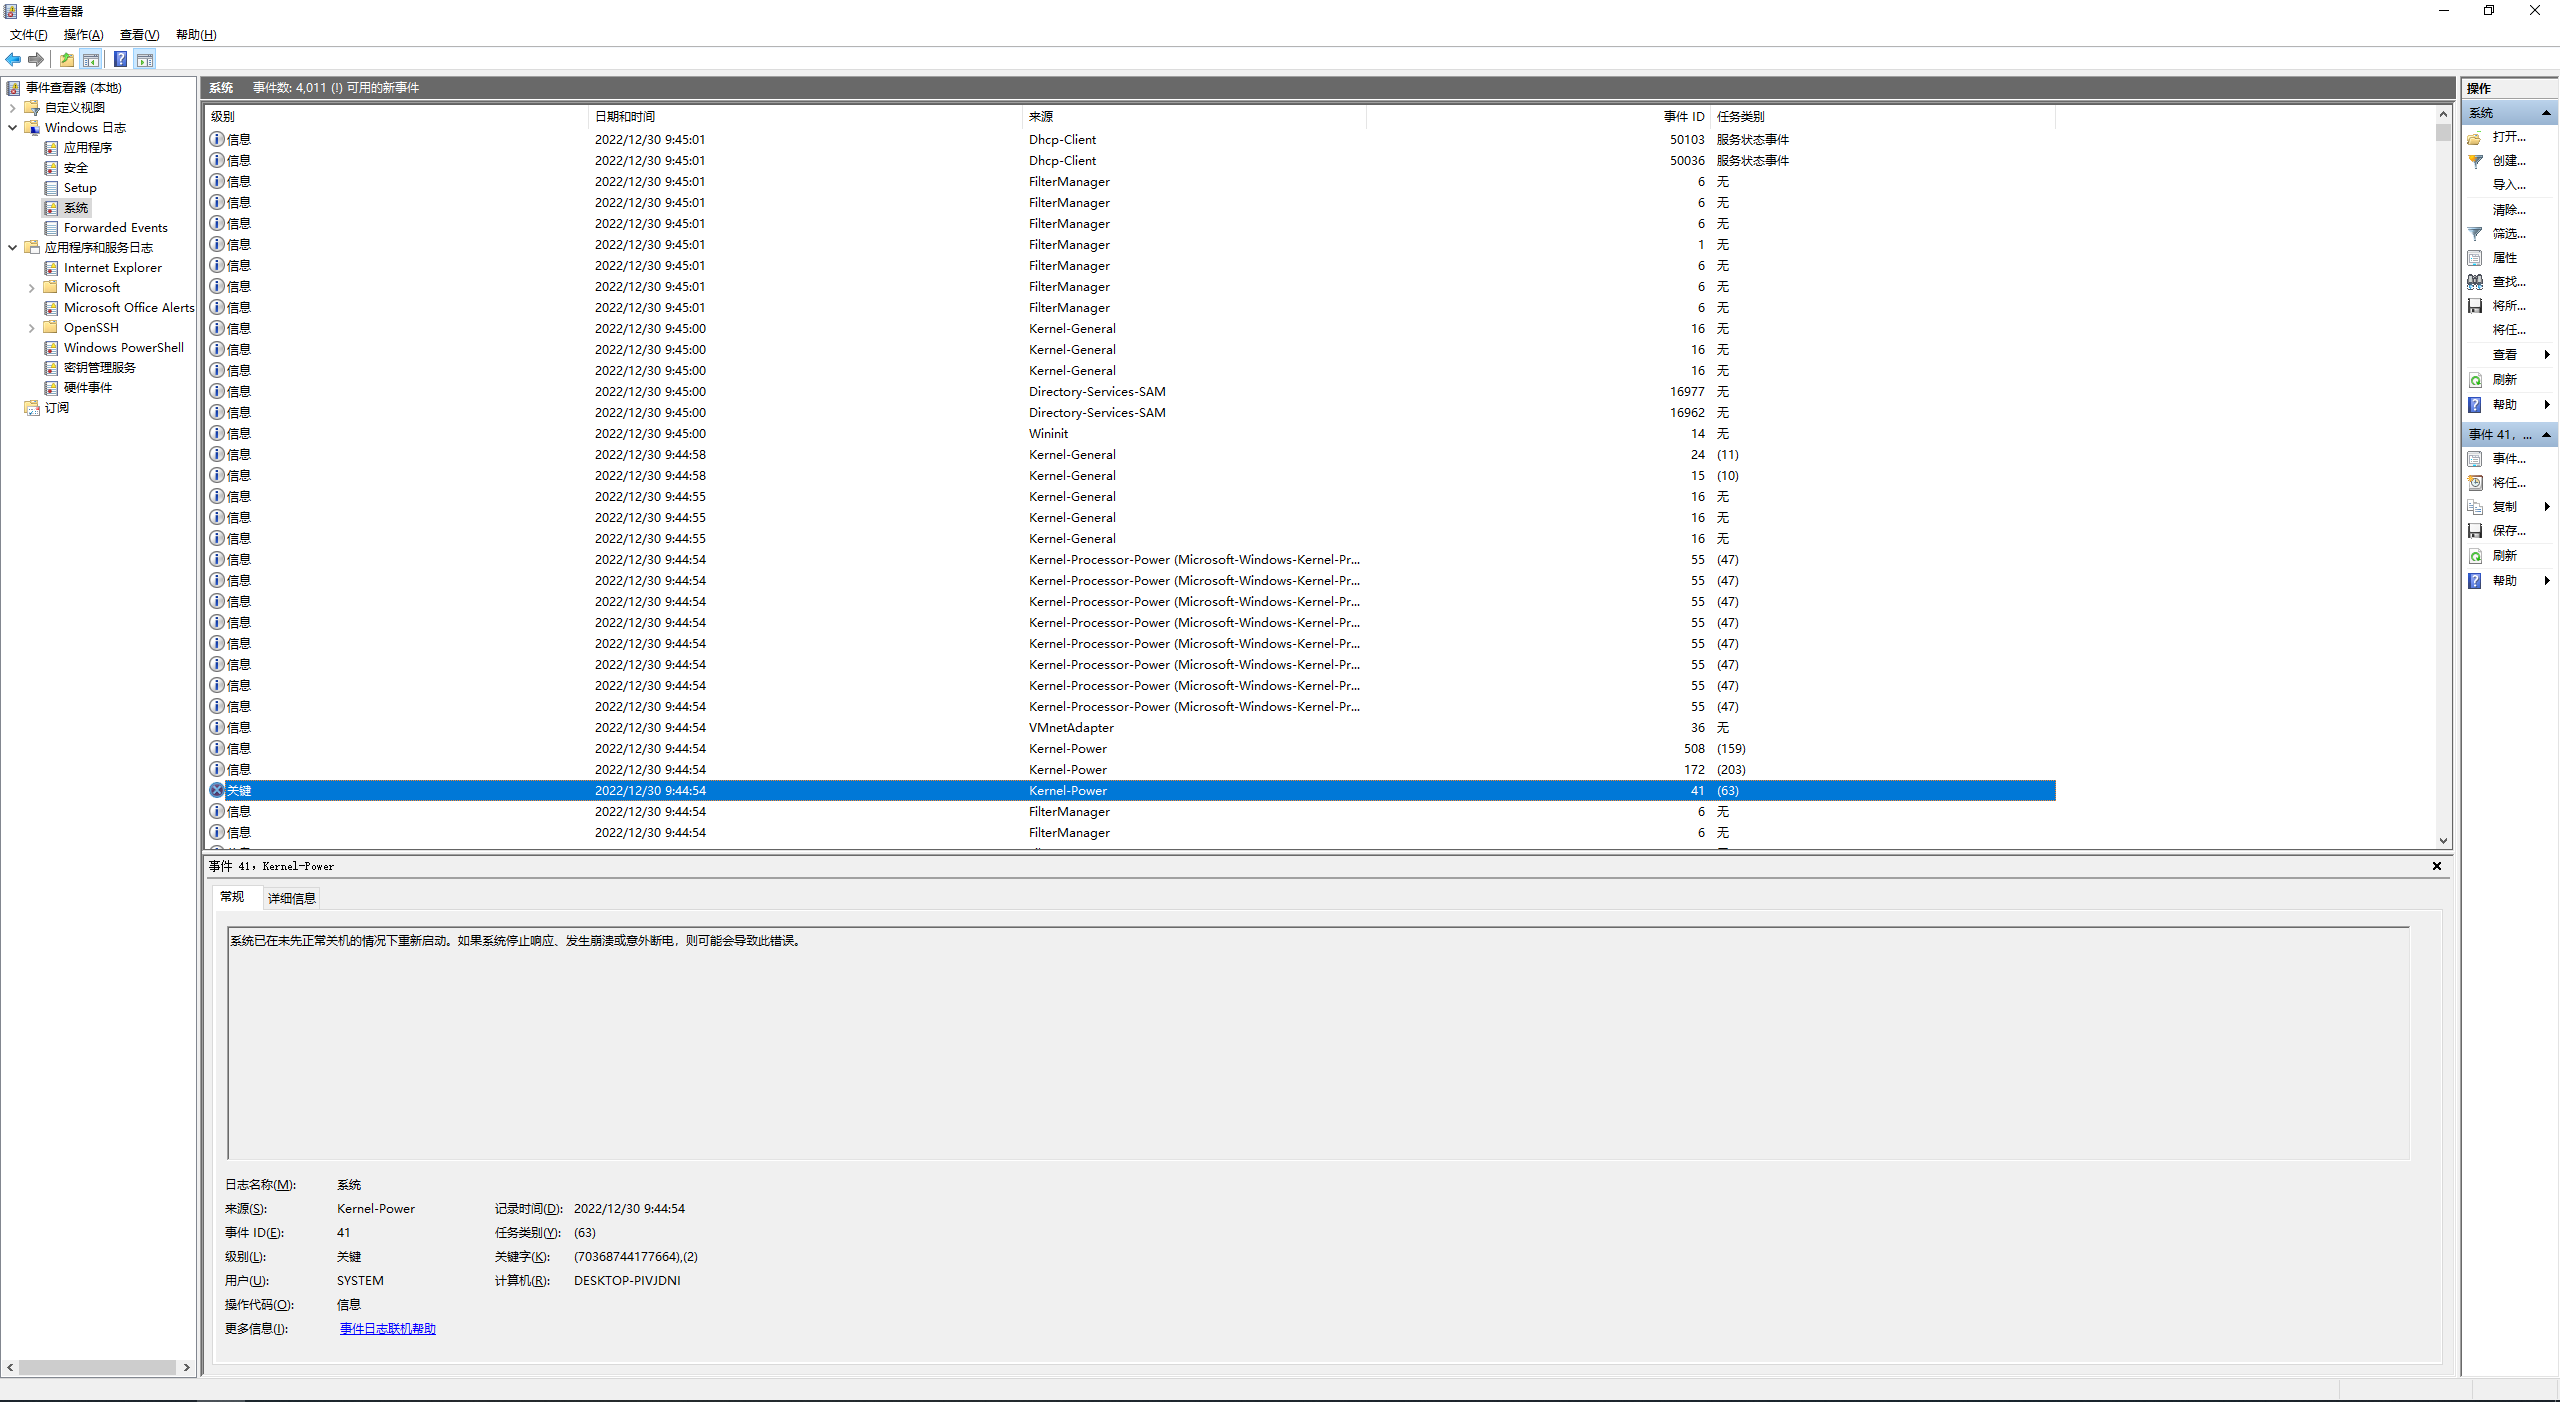 事件查看器
文件(F) 操作(A) 查看(V) 帮助(H)
事件查看器 (本地)
自定义视图
Windows 日志
应用程序
安全
Setup
系统
Forwarded Events
应用程序和服务日志
Internet Explorer
Microsoft
Microsoft Office Alerts
OpenSSH
Windows PowerShell
密钥管理服务
硬件事件
订阅
系统 事件数: 4,011 (!) 可用的新事件
级别 日期和时间 来源 事件 ID 任务类别
信息 2022/12/30 9:45:01 Dhcp-Client 50103 服务状态事件
信息 2022/12/30 9:45:01 Dhcp-Client 50036 服务状态事件
信息 2022/12/30 9:45:01 FilterManager 6 无
信息 2022/12/30 9:45:01 FilterManager 6 无
信息 2022/12/30 9:45:01 FilterManager 6 无
信息 2022/12/30 9:45:01 FilterManager 1 无
信息 2022/12/30 9:45:01 FilterManager 6 无
信息 2022/12/30 9:45:01 FilterManager 6 无
信息 2022/12/30 9:45:01 FilterManager 6 无
信息 2022/12/30 9:45:00 Kernel-General 16 无
信息 2022/12/30 9:45:00 Kernel-General 16 无
信息 2022/12/30 9:45:00 Kernel-General 16 无
信息 2022/12/30 9:45:00 Directory-Services-SAM 16977 无
信息 2022/12/30 9:45:00 Directory-Services-SAM 16962 无
信息 2022/12/30 9:45:00 Wininit 14 无
信息 2022/12/30 9:44:58 Kernel-General 24 (11)
信息 2022/12/30 9:44:58 Kernel-General 15 (10)
信息 2022/12/30 9:44:55 Kernel-General 16 无
信息 2022/12/30 9:44:55 Kernel-General 16 无
信息 2022/12/30 9:44:55 Kernel-General 16 无
信息 2022/12/30 9:44:54 Kernel-Processor-Power (Microsoft-Windows-Kernel-Pr... 55 (47)
信息 2022/12/30 9:44:54 Kernel-Processor-Power (Microsoft-Windows-Kernel-Pr... 55 (47)
信息 2022/12/30 9:44:54 Kernel-Processor-Power (Microsoft-Windows-Kernel-Pr... 55 (47)
信息 2022/12/30 9:44:54 Kernel-Processor-Power (Microsoft-Windows-Kernel-Pr... 55 (47)
信息 2022/12/30 9:44:54 Kernel-Processor-Power (Microsoft-Windows-Kernel-Pr... 55 (47)
信息 2022/12/30 9:44:54 Kernel-Processor-Power (Microsoft-Windows-Kernel-Pr... 55 (47)
信息 2022/12/30 9:44:54 Kernel-Processor-Power (Microsoft-Windows-Kernel-Pr... 55 (47)
信息 2022/12/30 9:44:54 Kernel-Processor-Power (Microsoft-Windows-Kernel-Pr... 55 (47)
信息 2022/12/30 9:44:54 VMnetAdapter 36 无
信息 2022/12/30 9:44:54 Kernel-Power 508 (159)
信息 2022/12/30 9:44:54 Kernel-Power 172 (203)
关键 2022/12/30 9:44:54 Kernel-Power 41 (63)
信息 2022/12/30 9:44:54 FilterManager 6 无
信息 2022/12/30 9:44:54 FilterManager 6 无
事件 41，Kernel-Power
常规 详细信息
系统已在未先正常关机的情况下重新启动。如果系统停止响应、发生崩溃或意外断电，则可能会导致此错误。
日志名称(M): 系统
来源(S): Kernel-Power 记录时间(D): 2022/12/30 9:44:54
事件 ID(E): 41 任务类别(Y): (63)
级别(L): 关键 关键字(K): (70368744177664),(2)
用户(U): SYSTEM 计算机(R): DESKTOP-PIVJDNI
操作代码(O): 信息
更多信息(I): 事件日志联机帮助
操作
系统
打开...
创建...
导入...
清除...
筛选...
属性
查找...
将所...
将任...
查看
刷新
帮助
事件 41，...
事件...
将任...
复制
保存...
刷新
帮助